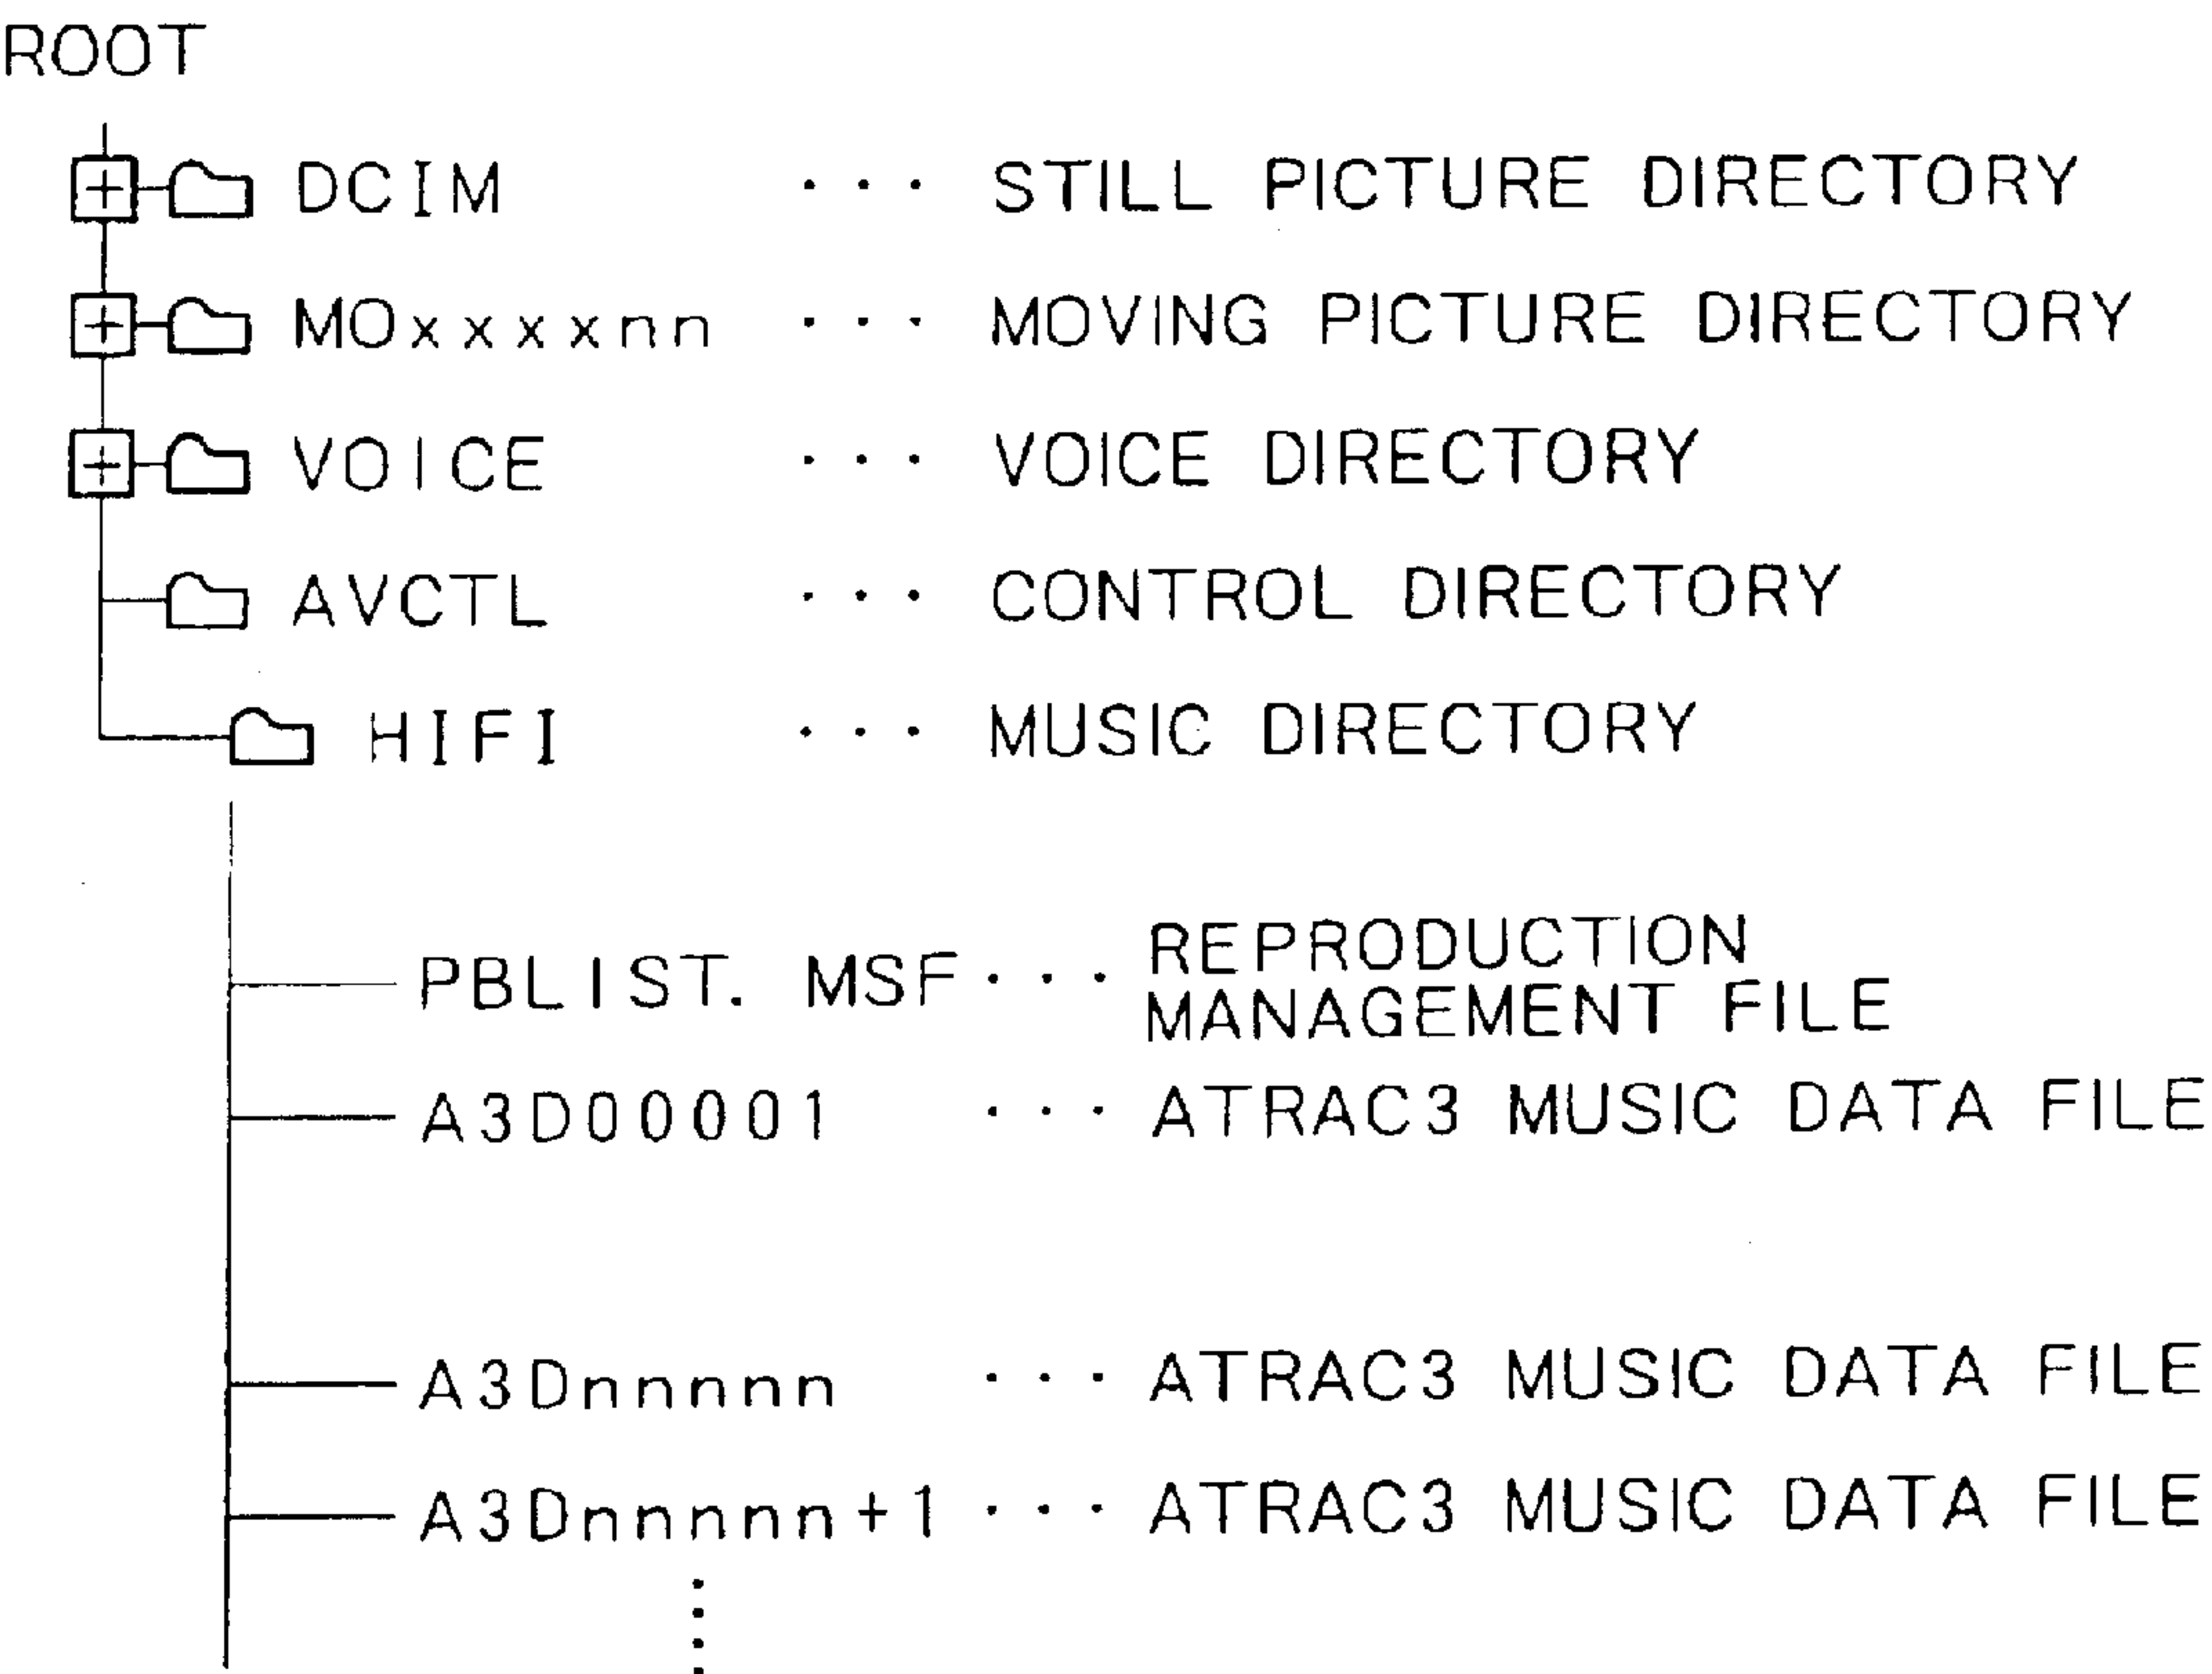 ROOT
DCIM ... STILL PICTURE DIRECTORY
MOxxxxnn ... MOVING PICTURE DIRECTORY
VOICE ... VOICE DIRECTORY
AVCTL ... CONTROL DIRECTORY
HIFI ... MUSIC DIRECTORY
PBLIST. MSF ... REPRODUCTION
MANAGEMENT FILE
A3D00001 ... ATRAC3 MUSIC DATA FILE
A3Dnnnnn ... ATRAC3 MUSIC DATA FILE
A3Dnnnnn+1 ... ATRAC3 MUSIC DATA FILE